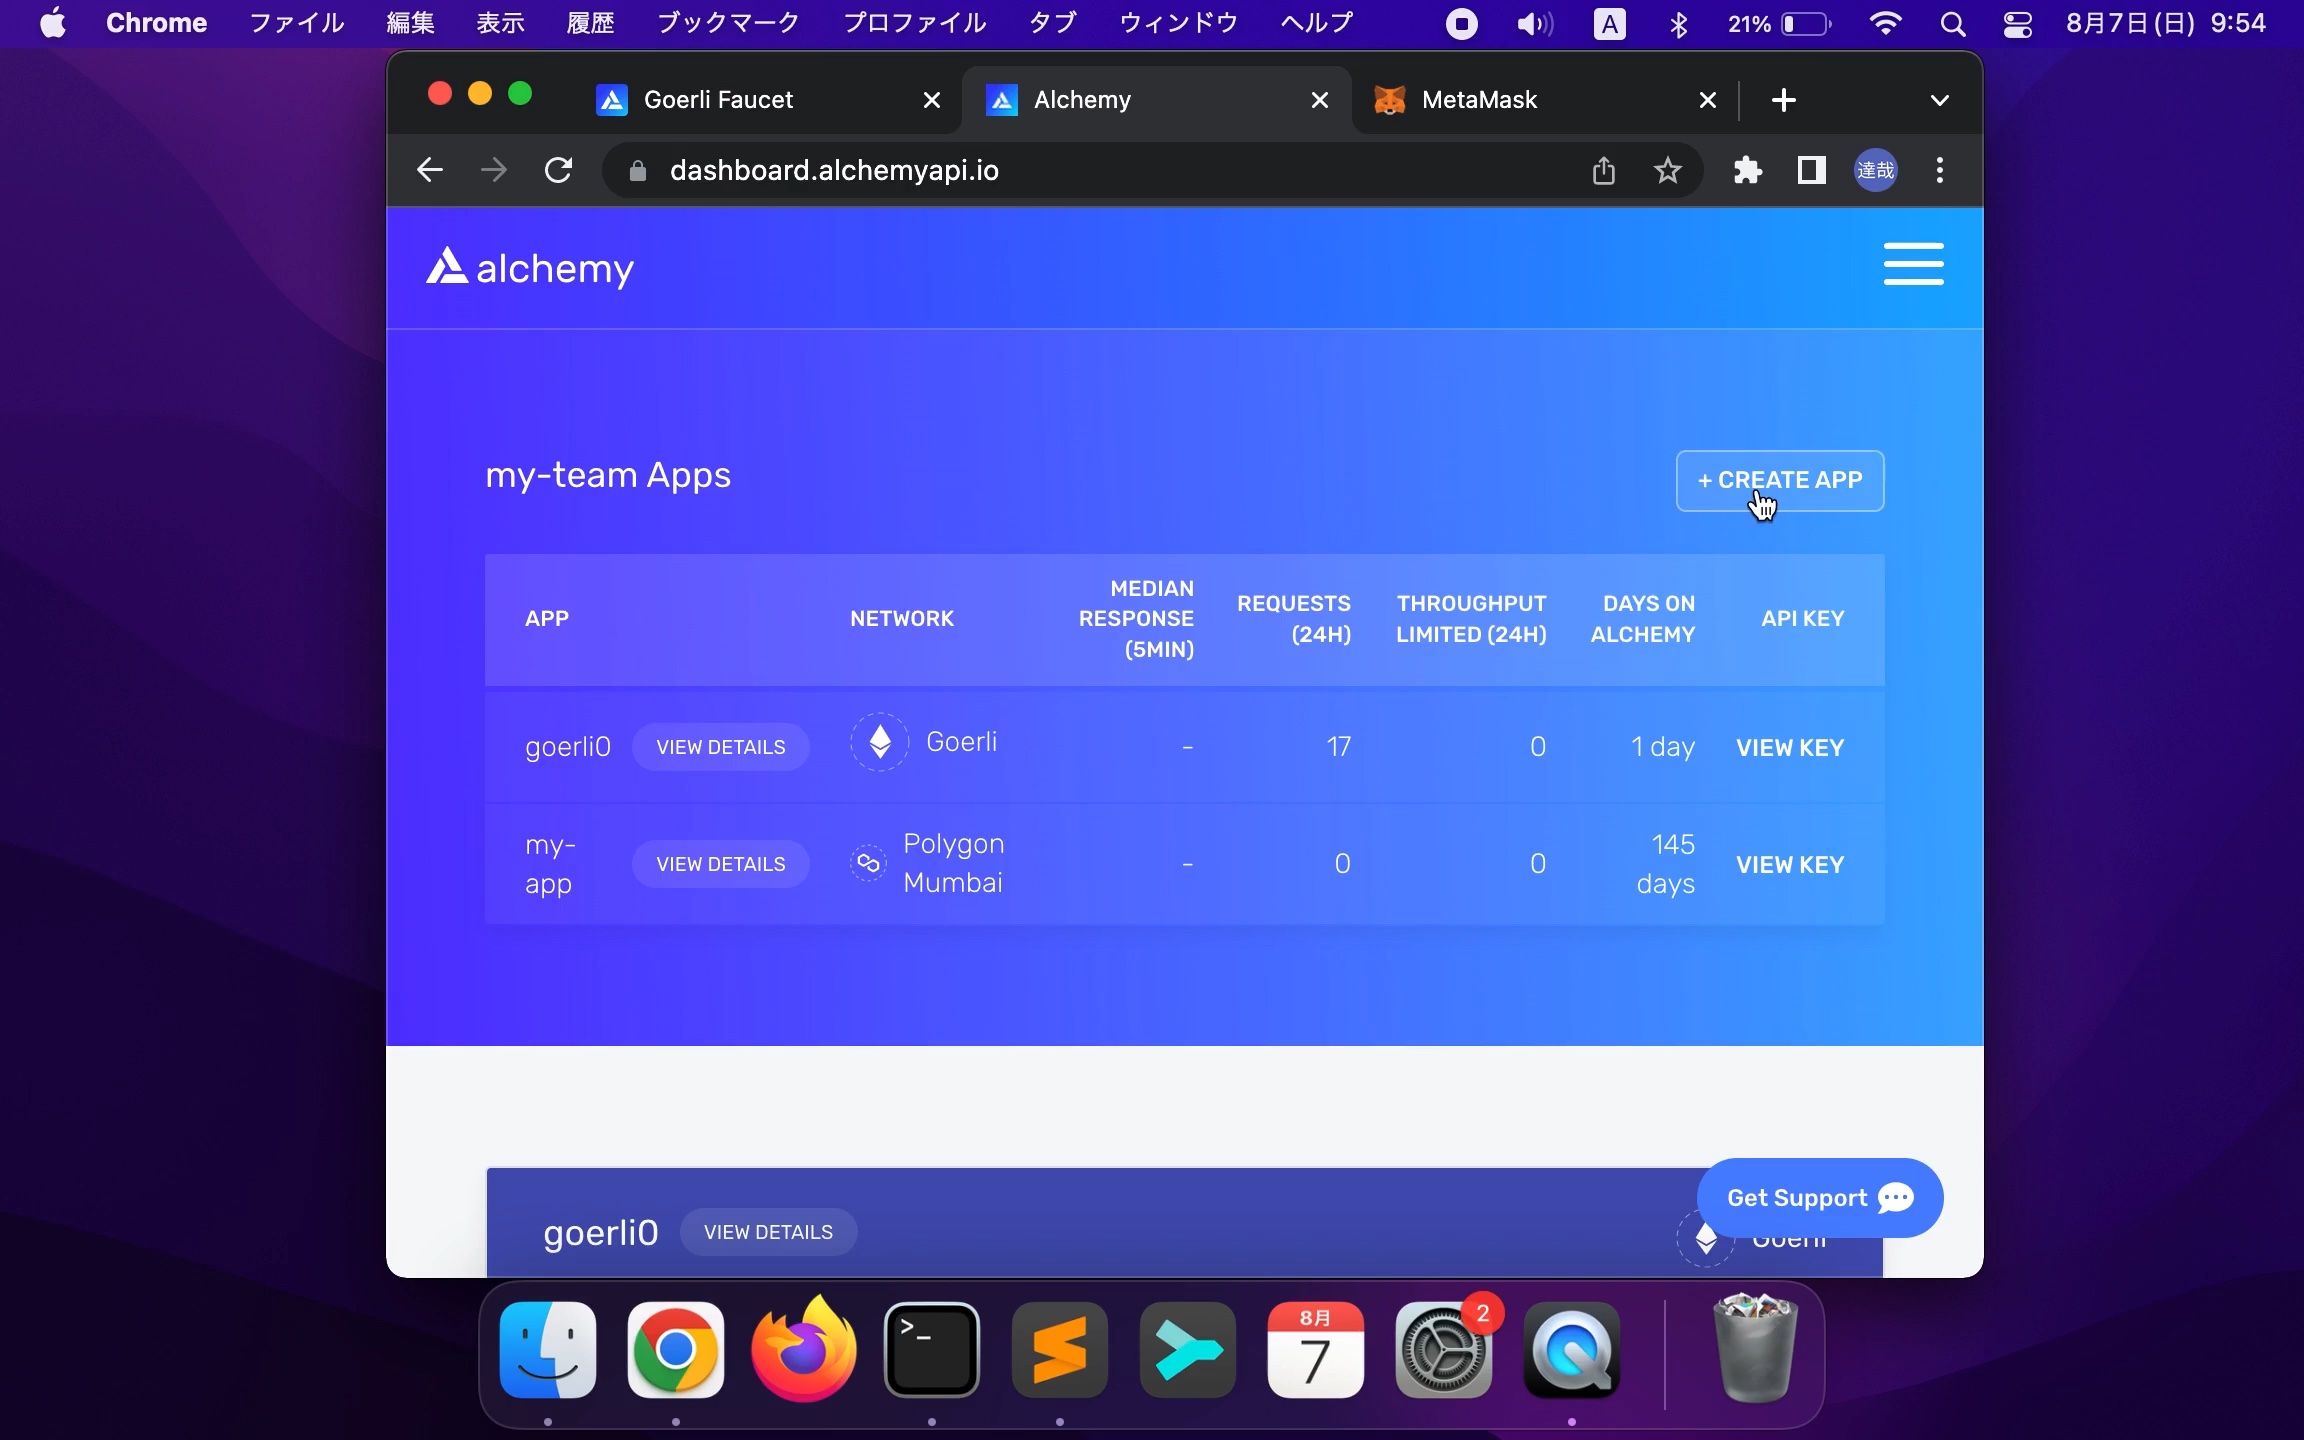 Chrome ファイル 編集 表示 履歴 ブックマーク プロファイル タブ ウィンドウ ヘルプ A 21% 8月7日(日) 9:54
Goerli Faucet Alchemy MetaMask
dashboard.alchemyapi.io 達哉
alchemy
my-team Apps
+ CREATE APP
APP
NETWORK
MEDIAN
RESPONSE
(5MIN)
REQUESTS
(24H)
THROUGHPUT
LIMITED (24H)
DAYS ON
ALCHEMY
API KEY
goerli0 VIEW DETAILS Goerli - 17 0 1 day VIEW KEY
my-
app
VIEW DETAILS
Polygon
Mumbai
- 0 0
145
days
VIEW KEY
Get Support
goerli0 VIEW DETAILS Goerli
8月
7
2
>_